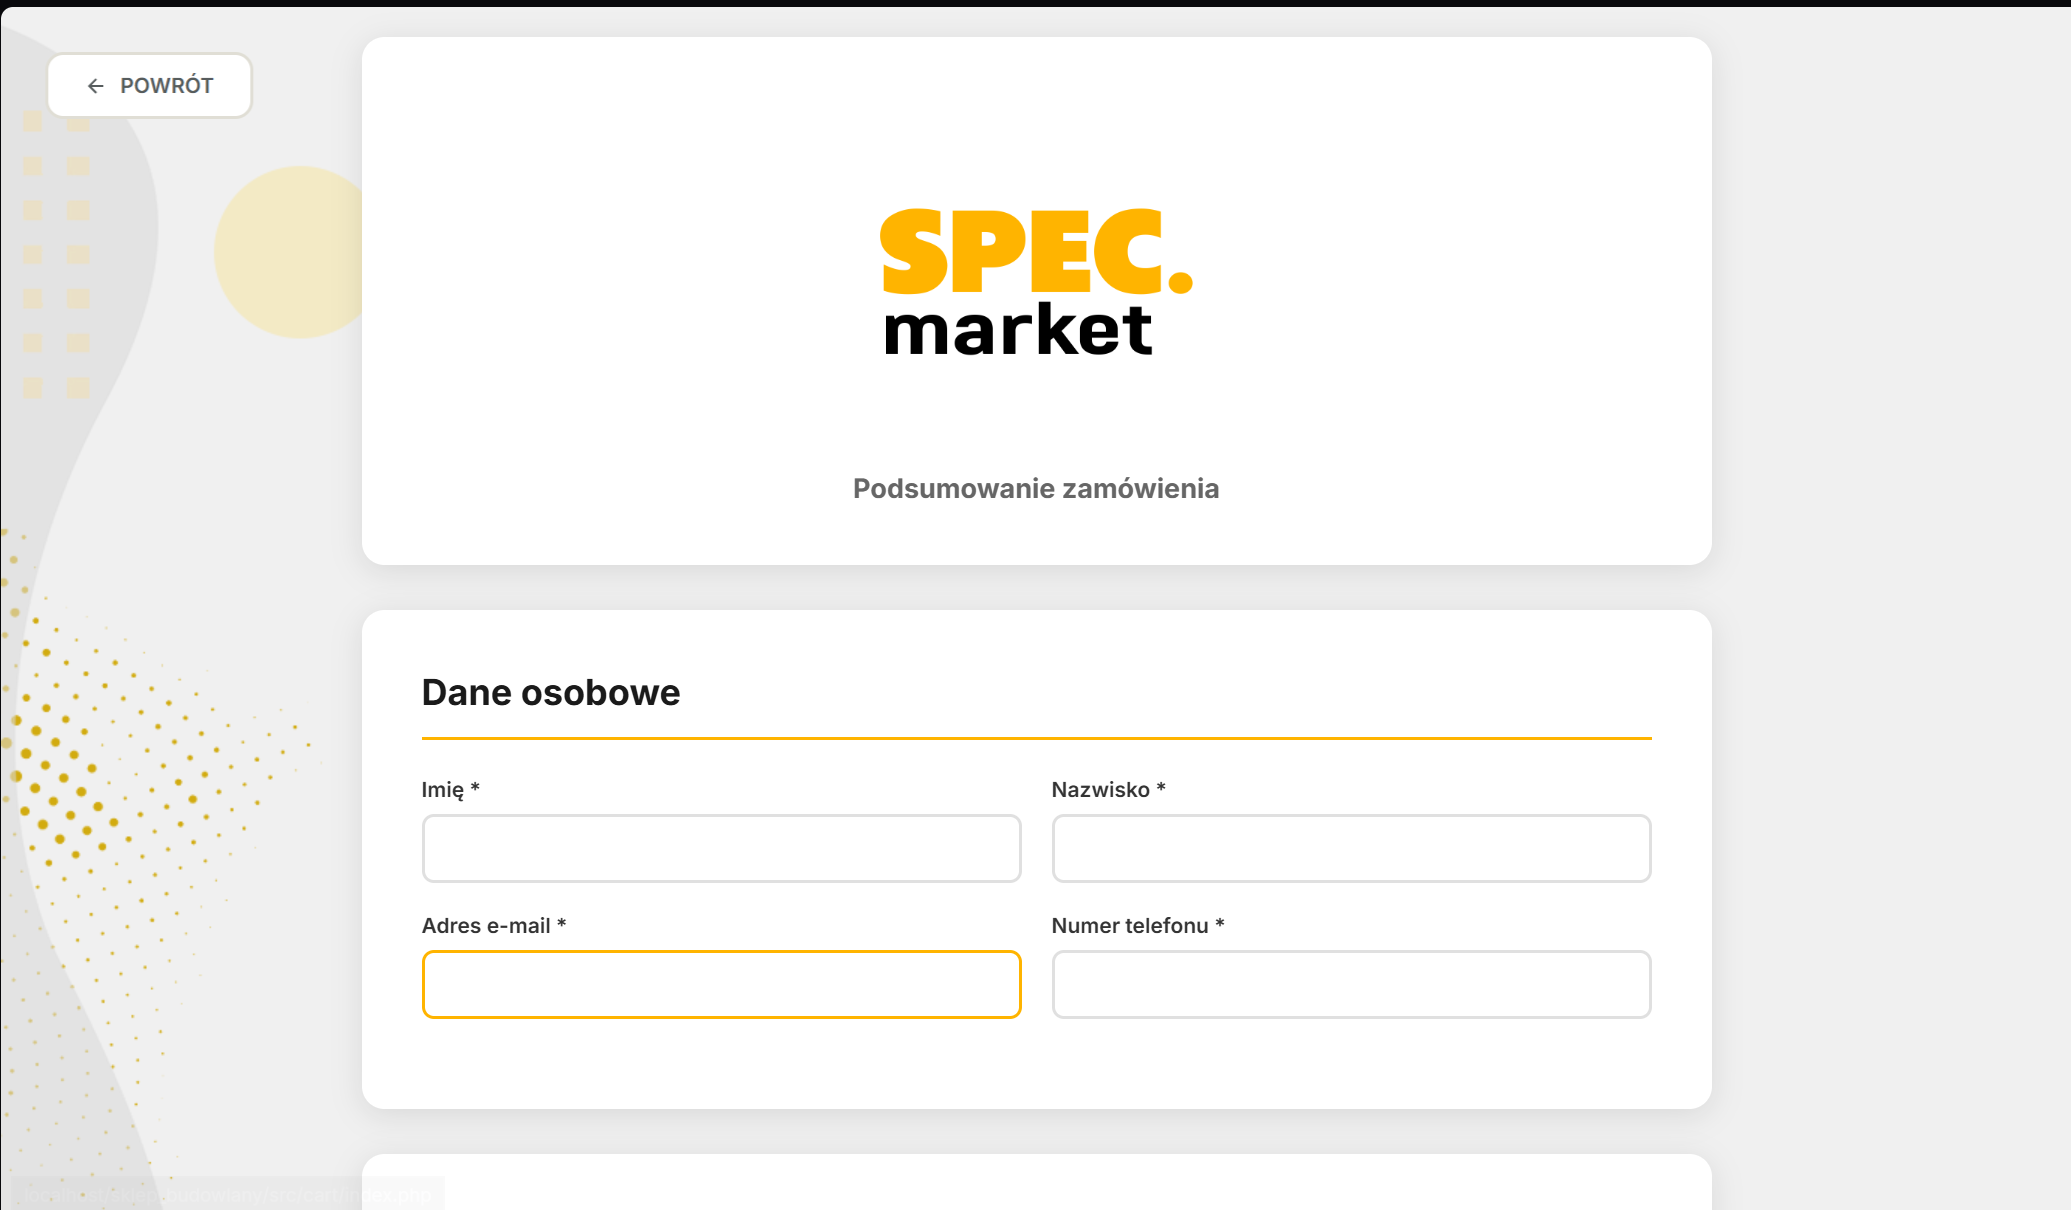 ← POWRÓT
SPEC.
market
Podsumowanie zamówienia
Dane osobowe
Imię *
Nazwisko *
Adres e-mail *
Numer telefonu *